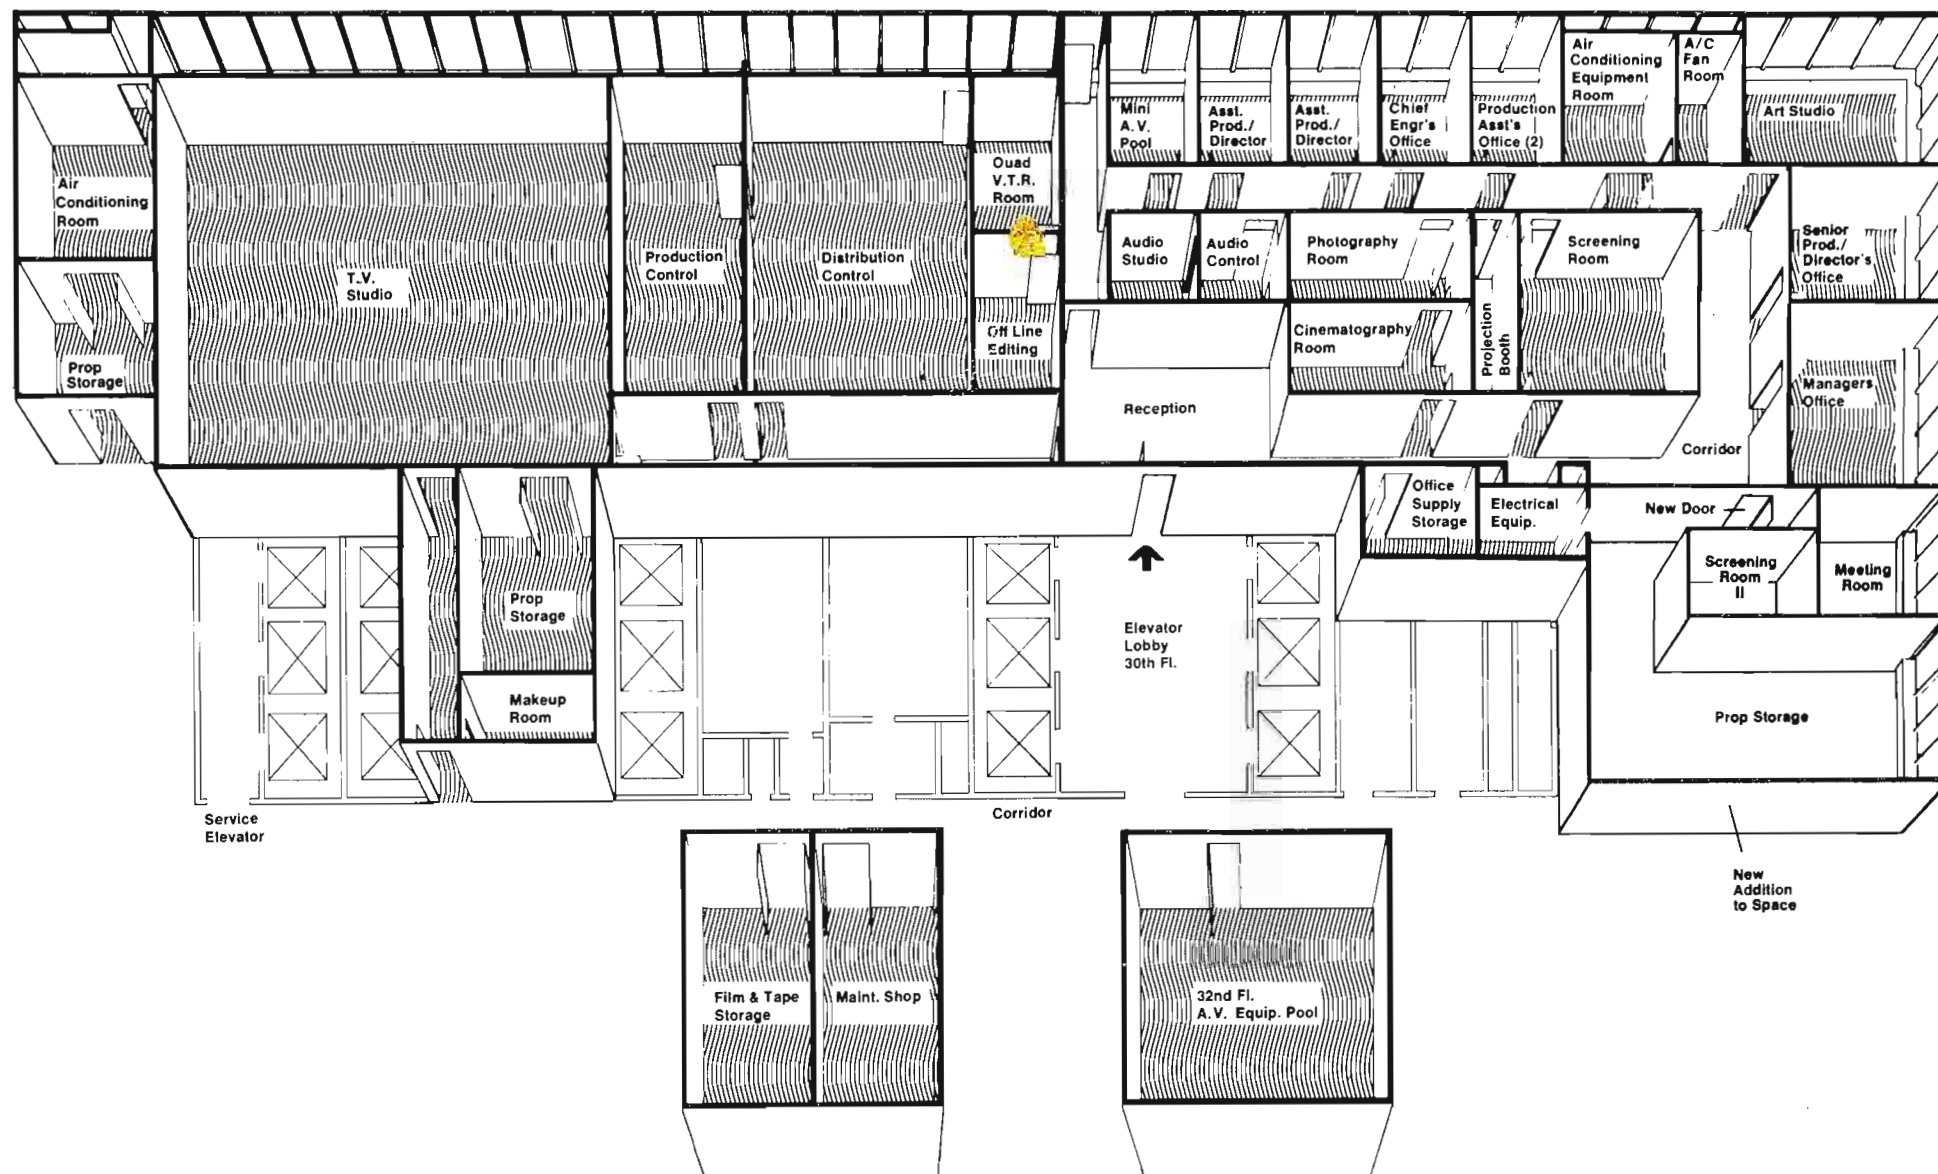 Mini
A.V.
Pool
Asst.
Prod./
Director
Asst.
Prod./
Director
Chief
Engr's
Office
Production
Asst's
Office (2)
Air
Conditioning
Equipment
Room
A/C
Fan
Room
Art Studio
Air
Conditioning
Room
Prop
Storage
T.V.
Studio
Production
Control
Distribution
Control
Quad
V.T.R.
Room
Off Line
Editing
Audio
Studio
Audio
Control
Photography
Room
Cinematography
Room
Projection
Booth
Screening
Room
Senior
Prod./
Director's
Office
Managers
Office
Reception
Corridor
Office
Supply
Storage
Electrical
Equip.
New Door
Screening
Room
II
Meeting
Room
Prop
Storage
Makeup
Room
Elevator
Lobby
30th Fl.
Prop Storage
Service
Elevator
Corridor
New
Addition
to Space
Film & Tape
Storage
Maint. Shop
32nd Fl.
A.V. Equip. Pool